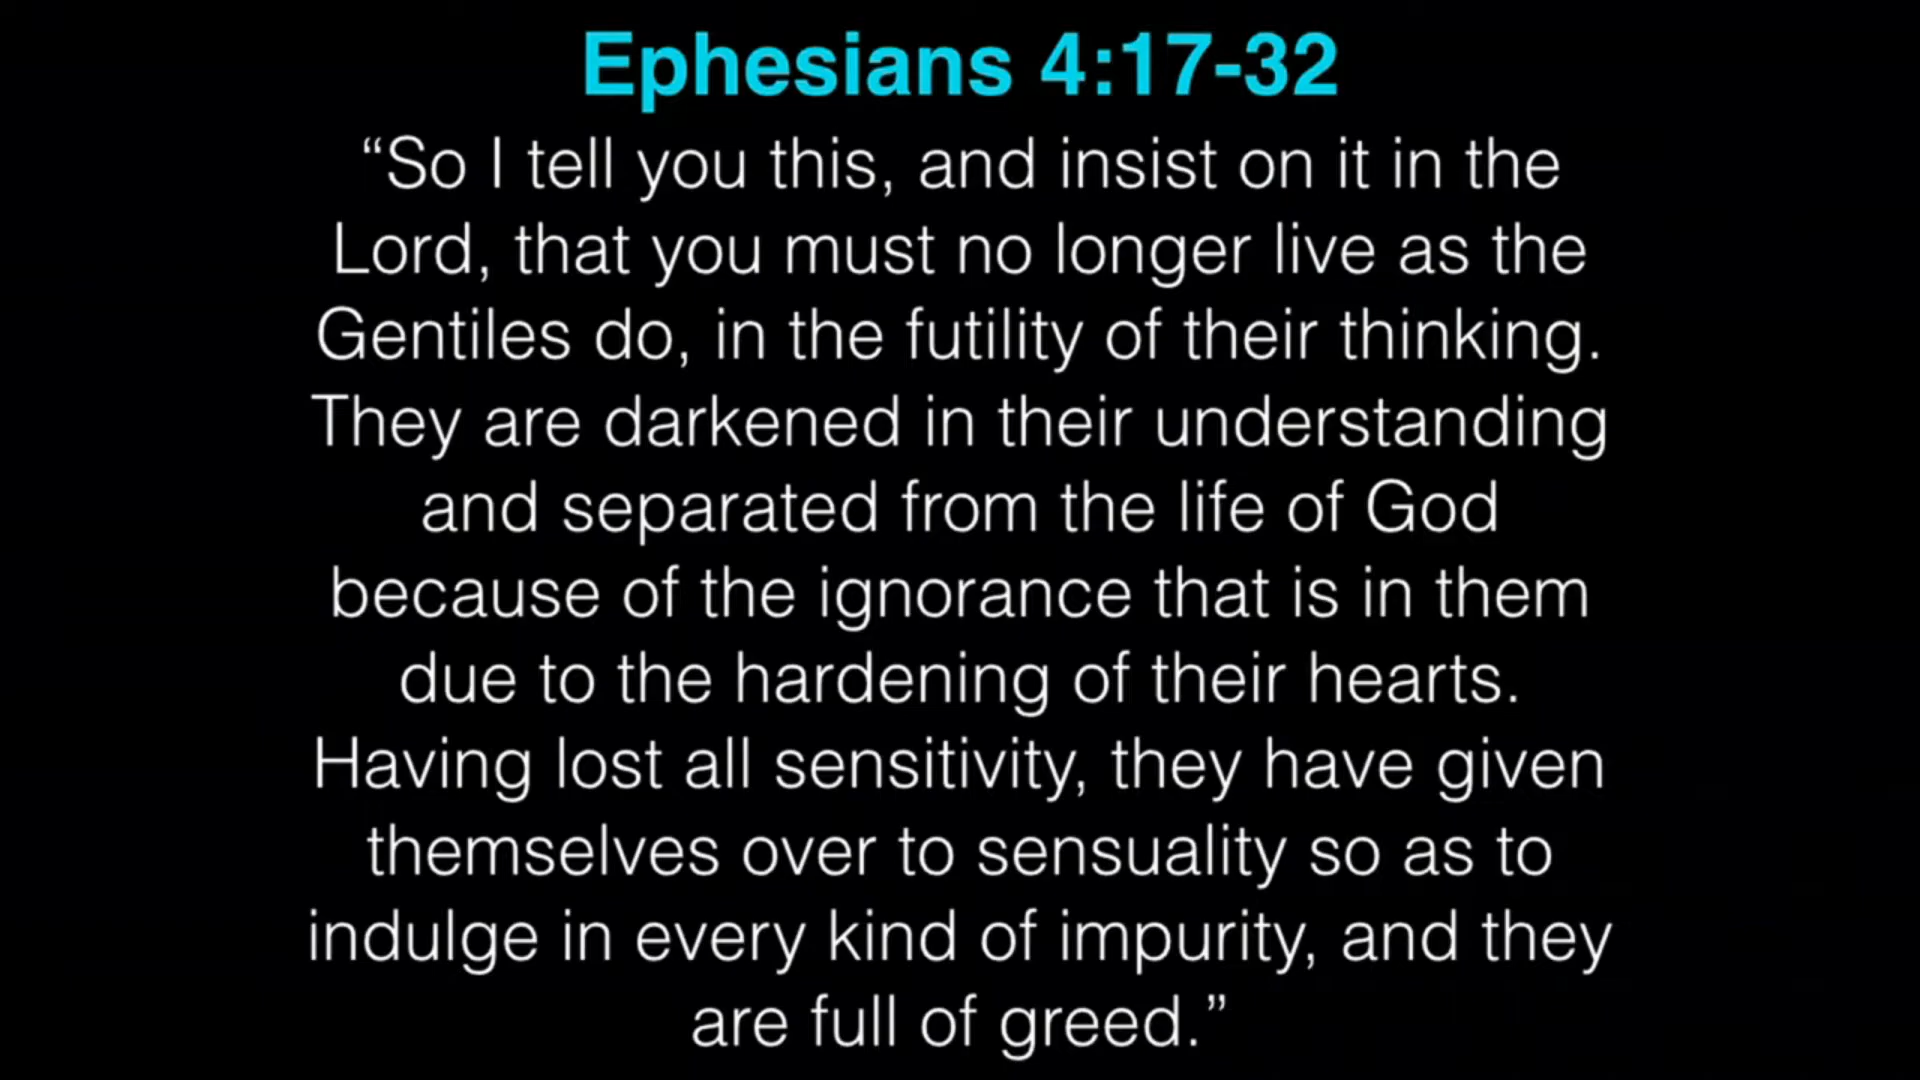 Ephesians 4:17-32
“So I tell you this, and insist on it in the
Lord, that you must no longer live as the
Gentiles do, in the futility of their thinking.
They are darkened in their understanding
and separated from the life of God
because of the ignorance that is in them
due to the hardening of their hearts.
Having lost all sensitivity, they have given
themselves over to sensuality so as to
indulge in every kind of impurity, and they
are full of greed.”